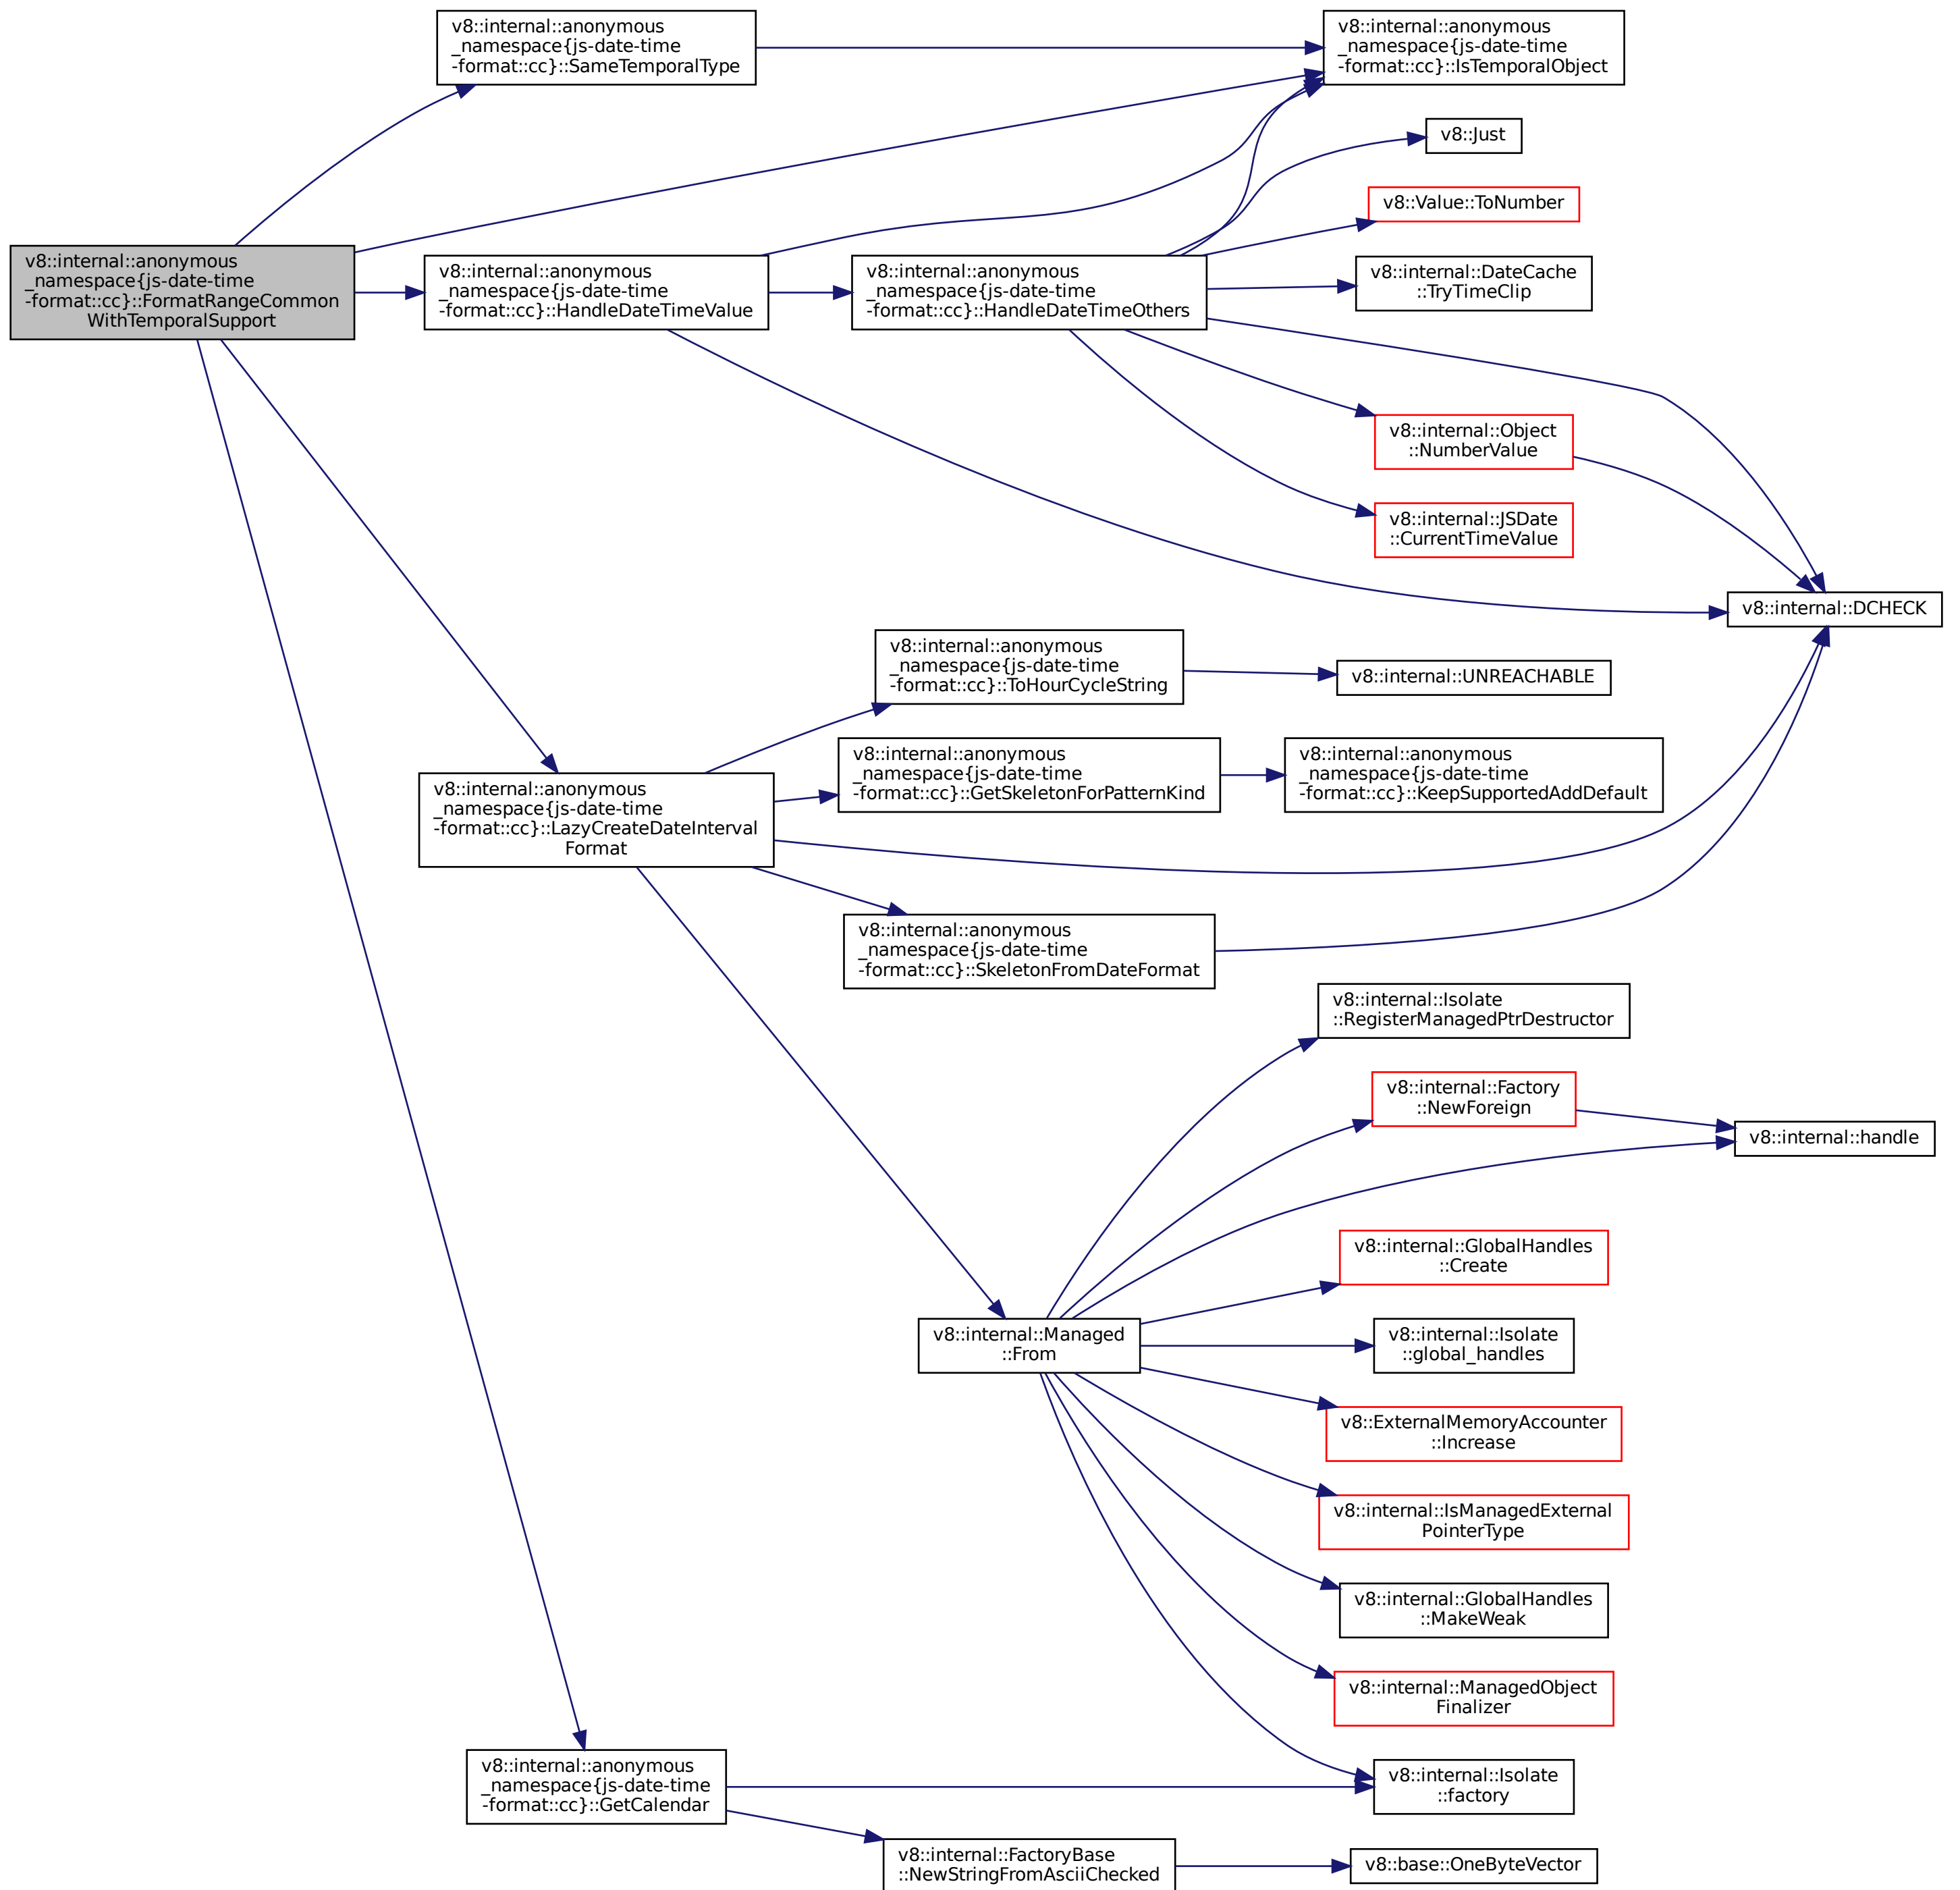 v8::internal::anonymous
_namespace{js-date-time
-format::cc}::FormatRangeCommon
WithTemporalSupport
v8::internal::anonymous
_namespace{js-date-time
-format::cc}::SameTemporalType
v8::internal::anonymous
_namespace{js-date-time
-format::cc}::IsTemporalObject
v8::internal::anonymous
_namespace{js-date-time
-format::cc}::HandleDateTimeValue
v8::internal::anonymous
_namespace{js-date-time
-format::cc}::HandleDateTimeOthers
v8::Just
v8::Value::ToNumber
v8::internal::DateCache
::TryTimeClip
v8::internal::Object
::NumberValue
v8::internal::JSDate
::CurrentTimeValue
v8::internal::DCHECK
v8::internal::anonymous
_namespace{js-date-time
-format::cc}::LazyCreateDateInterval
Format
v8::internal::anonymous
_namespace{js-date-time
-format::cc}::ToHourCycleString
v8::internal::UNREACHABLE
v8::internal::anonymous
_namespace{js-date-time
-format::cc}::GetSkeletonForPatternKind
v8::internal::anonymous
_namespace{js-date-time
-format::cc}::KeepSupportedAddDefault
v8::internal::anonymous
_namespace{js-date-time
-format::cc}::SkeletonFromDateFormat
v8::internal::Managed
::From
v8::internal::Isolate
::RegisterManagedPtrDestructor
v8::internal::Factory
::NewForeign
v8::internal::handle
v8::internal::GlobalHandles
::Create
v8::internal::Isolate
::global_handles
v8::ExternalMemoryAccounter
::Increase
v8::internal::IsManagedExternal
PointerType
v8::internal::GlobalHandles
::MakeWeak
v8::internal::ManagedObject
Finalizer
v8::internal::Isolate
::factory
v8::internal::anonymous
_namespace{js-date-time
-format::cc}::GetCalendar
v8::internal::FactoryBase
::NewStringFromAsciiChecked
v8::base::OneByteVector